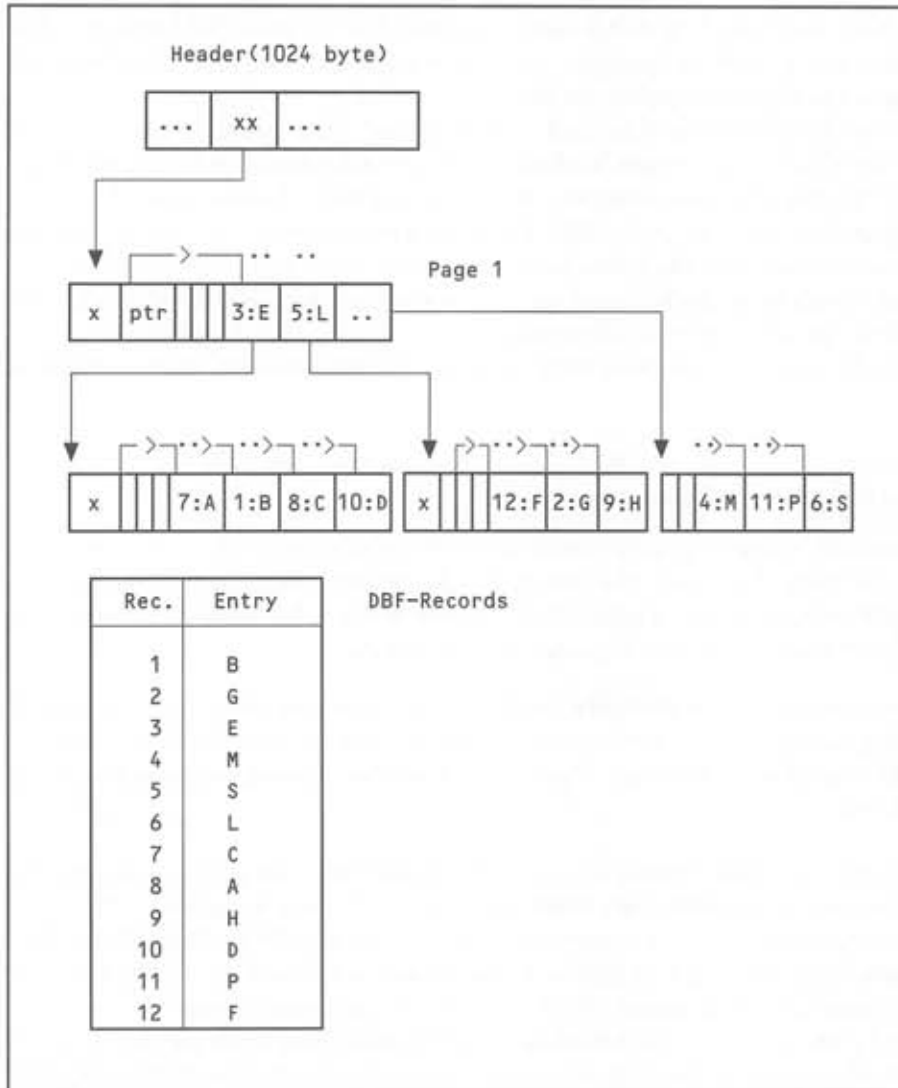 Header(1024 byte)
... xx ...
> .. ..
Page 1
x ptr 3:E 5:L ..
> ..> ..> ..> > ..> ..> ..> ..>
x 7:A 1:B 8:C 10:D x 12:F 2:G 9:H 4:M 11:P 6:S
Rec. Entry DBF-Records
1 B
2 G
3 E
4 M
5 S
6 L
7 C
8 A
9 H
10 D
11 P
12 F